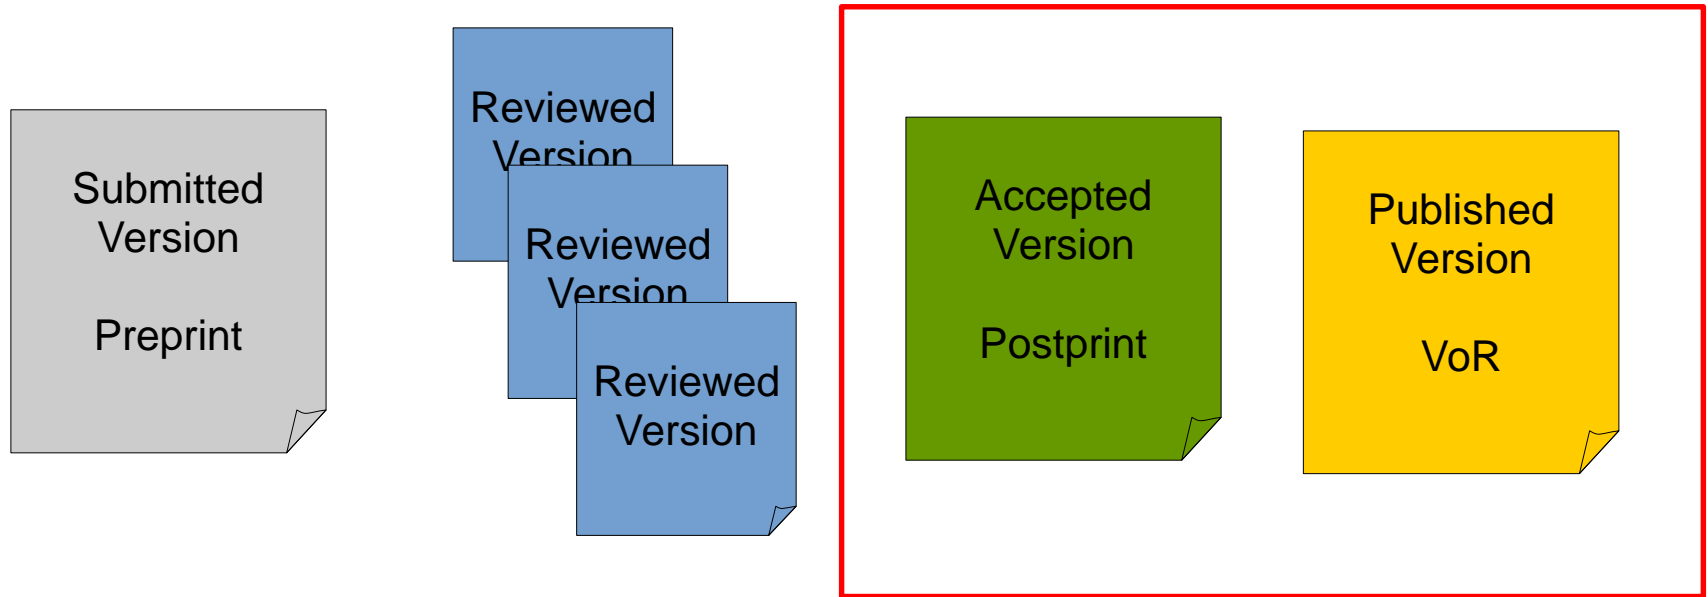 Submitted
Version
Preprint
Reviewed
Version
Reviewed
Version
Reviewed
Version
Accepted
Version
Postprint
Published
Version
VoR